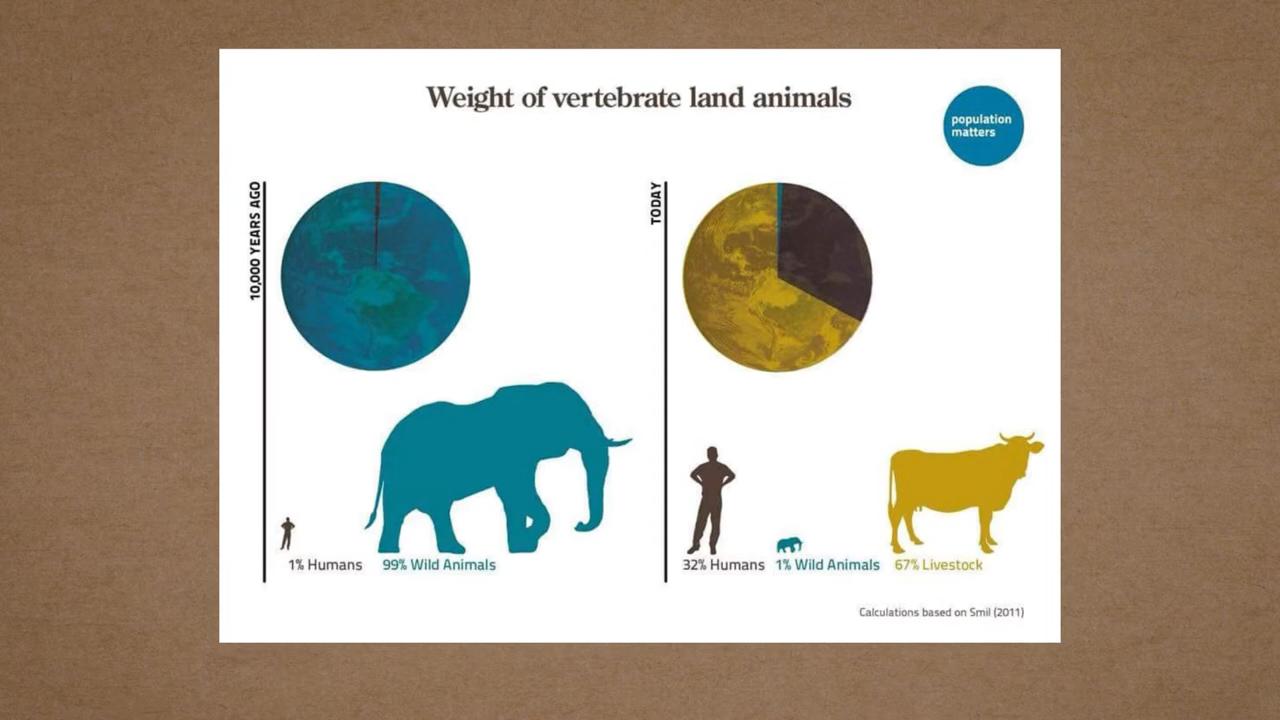 Weight of vertebrate land animals
population
matters
10,000 YEARS AGO
1% Humans
99% Wild Animals
TODAY
32% Humans
1% Wild Animals
67% Livestock
Calculations based on Smil (2011)